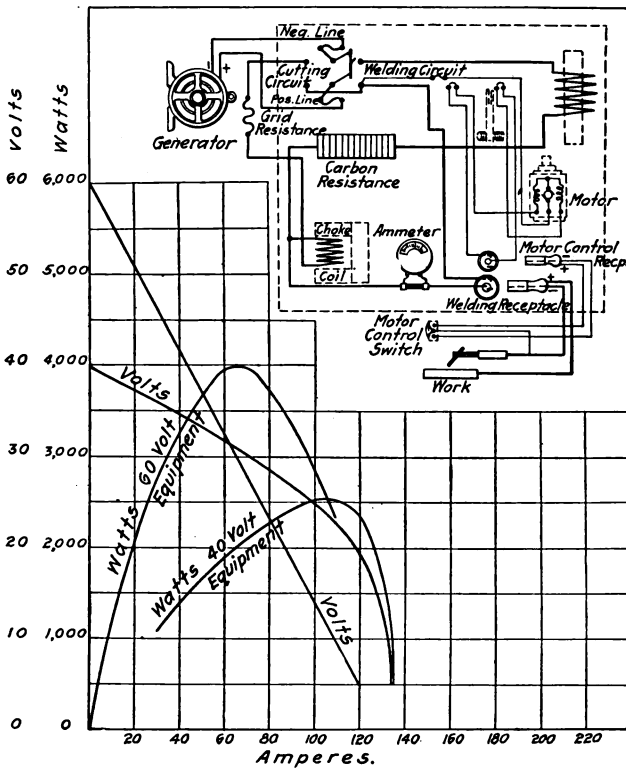 Neg. Line
Cutting Circuit
Welding Circuit
Pos. Line
Grid Resistance
Generator
Carbon Resistance
Motor
Choke
Coil
Ammeter
Motor Control Recp
Welding Receptacle
Motor Control Switch
Work
Volts
Watts
60 6,000
50 5,000
40 4,000
30 3,000
20 2,000
10 1,000
0 0
Volts
Watts 60 Volt Equipment
Watts 40 Volt Equipment
Volts
20 40 60 80 100 120 140 160 180 200 220
Amperes.